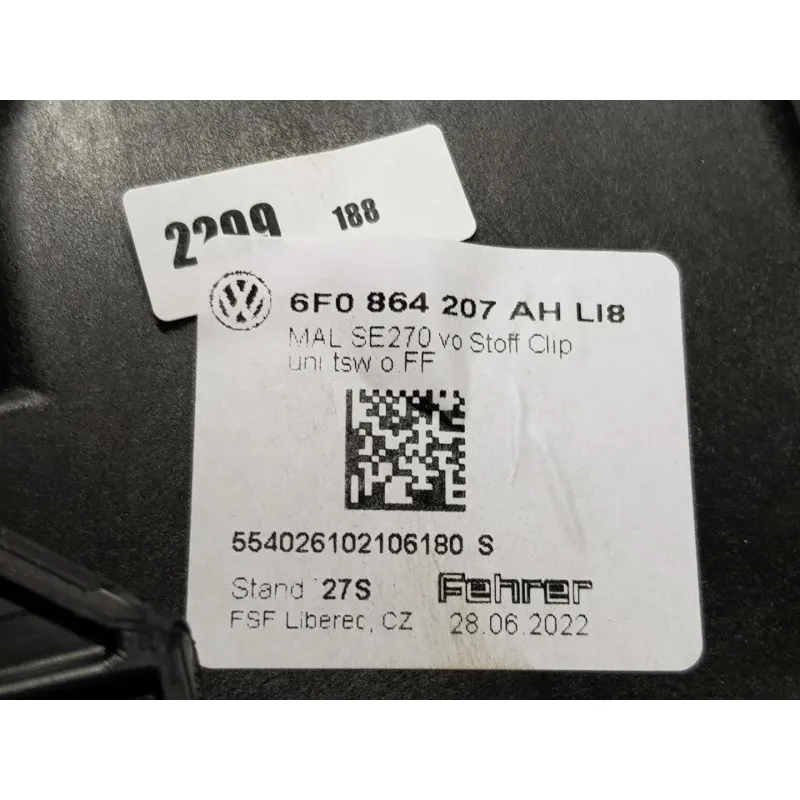 2299 188
6F0 864 207 AH LI8
MAL SE270 vo Stoff Clip
uni tsw o.FF
554026102106180 S
Stand 27S Fehrer
FSF Liberec, CZ 28.06.2022